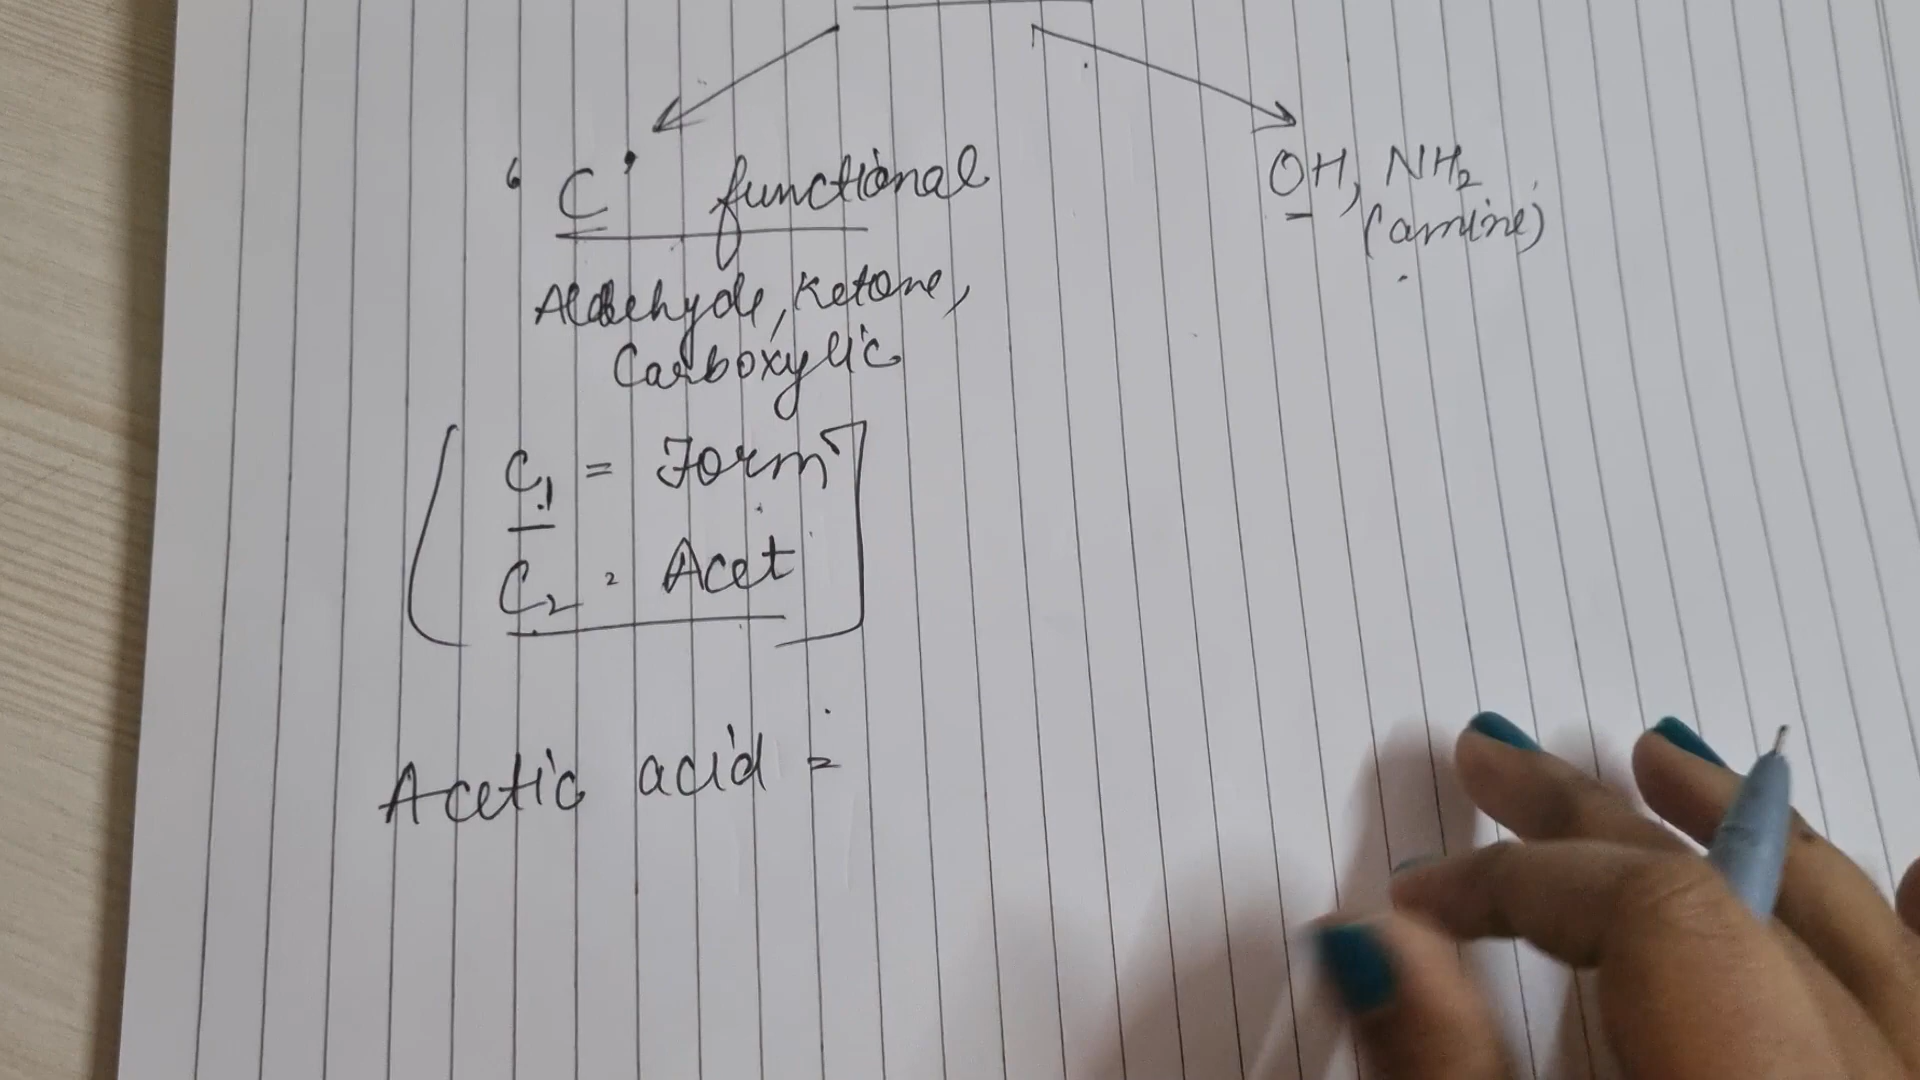 ‘C’ functional
Aldehyde, Ketone,
Carboxylic
OH, NH₂
(amine)
C₁ = Form
C₂ = Acet
Acetic acid =